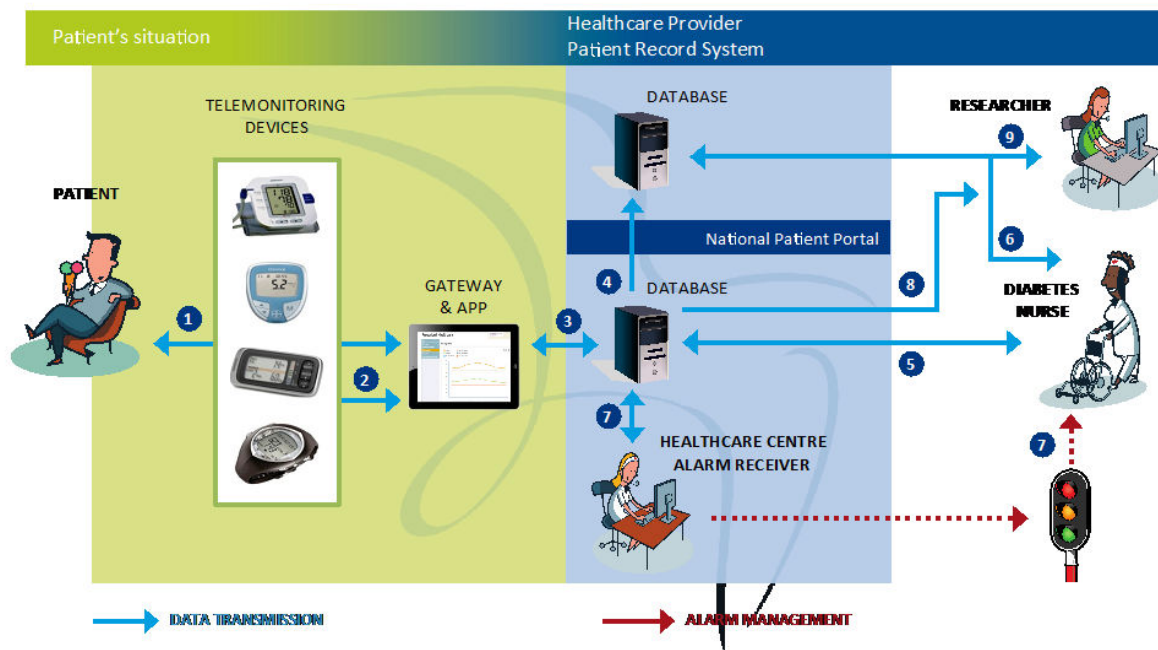 Patient's situation
Healthcare Provider
Patient Record System
TELEMONITORING
DEVICES
DATABASE
RESEARCHER
9
PATIENT
National Patient Portal
6
4
8
GATEWAY
& APP
DATABASE
DIABETES
NURSE
1
3
5.2
2
5
7
HEALTHCARE CENTRE
ALARM RECEIVER
7
DATA TRANSMISSION
ALARM MANAGEMENT